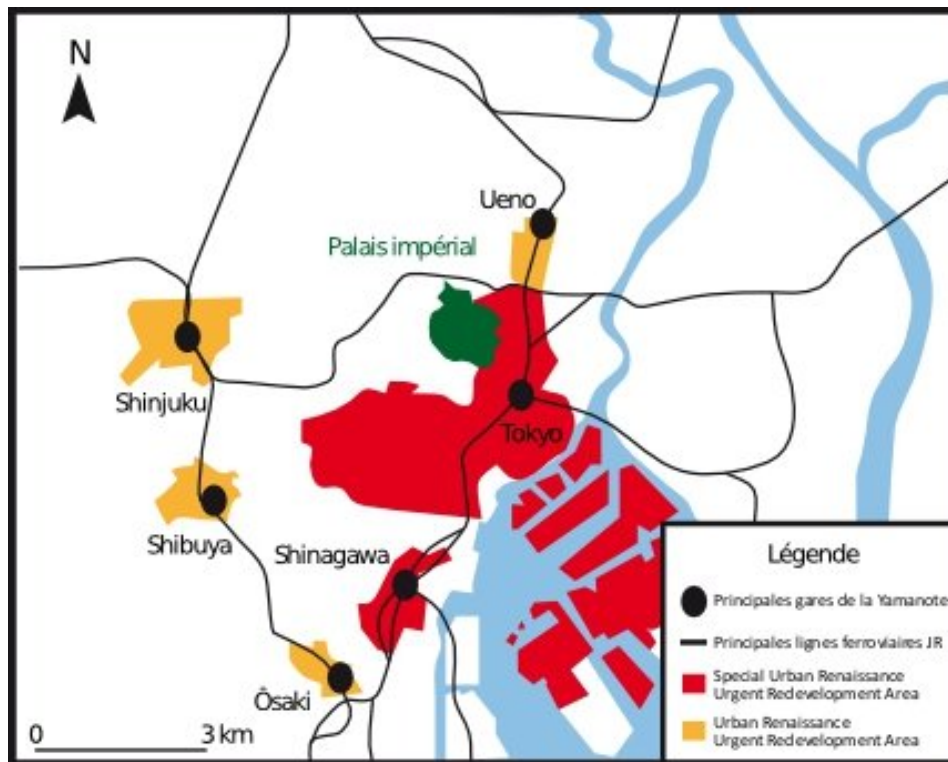 N
Ueno
Palais impérial
Shinjuku
Tokyo
Shibuya
Shinagawa
Ôsaki
0 3 km
Légende
Principales gares de la Yamanote
Principales lignes ferroviaires JR
Special Urban Renaissance
Urgent Redevelopment Area
Urban Renaissance
Urgent Redevelopment Area